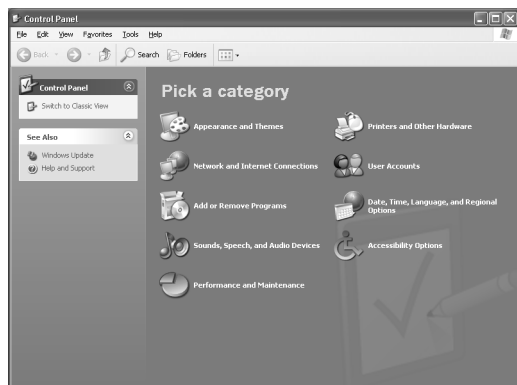 Control Panel
File Edit View Favorites Tools Help
Back Search Folders
Control Panel
Switch to Classic View
See Also
Windows Update
Help and Support
Pick a category
Appearance and Themes
Printers and Other Hardware
Network and Internet Connections
User Accounts
Add or Remove Programs
Date, Time, Language, and Regional
Options
Sounds, Speech, and Audio Devices
Accessibility Options
Performance and Maintenance